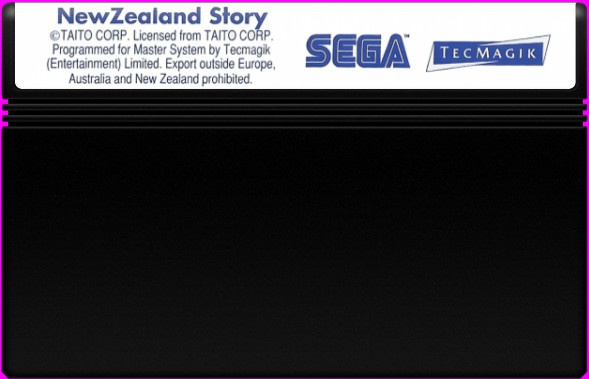 NewZealand Story
©TAITO CORP. Licensed from TAITO CORP.
Programmed for Master System by Tecmagik
(Entertainment) Limited. Export outside Europe,
Australia and New Zealand prohibited.
SEGA™
TECMAGIK